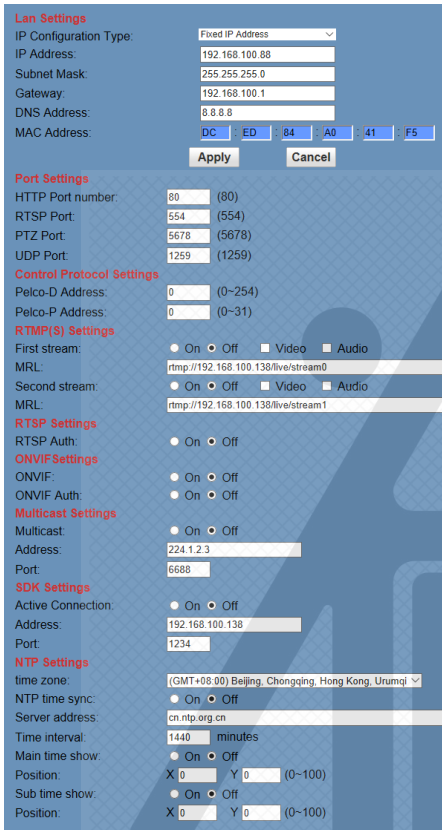 Lan Settings
IP Configuration Type: Fixed IP Address
IP Address: 192.168.100.88
Subnet Mask: 255.255.255.0
Gateway: 192.168.100.1
DNS Address: 8.8.8.8
MAC Address: DC : ED : 84 : A0 : 41 : F5
Apply Cancel
Port Settings
HTTP Port number: 80 (80)
RTSP Port: 554 (554)
PTZ Port: 5678 (5678)
UDP Port: 1259 (1259)
Control Protocol Settings
Pelco-D Address: 0 (0~254)
Pelco-P Address: 0 (0~31)
RTMP(S) Settings
First stream: On Off Video Audio
MRL: rtmp://192.168.100.138/live/stream0
Second stream: On Off Video Audio
MRL: rtmp://192.168.100.138/live/stream1
RTSP Settings
RTSP Auth: On Off
ONVIFSettings
ONVIF: On Off
ONVIF Auth: On Off
Multicast Settings
Multicast: On Off
Address: 224.1.2.3
Port: 6688
SDK Settings
Active Connection: On Off
Address: 192.168.100.138
Port: 1234
NTP Settings
time zone: (GMT+08:00) Beijing, Chongqing, Hong Kong, Urumqi
NTP time sync: On Off
Server address: cn.ntp.org.cn
Time interval: 1440 minutes
Main time show: On Off
Position: X 0 Y 0 (0~100)
Sub time show: On Off
Position: X 0 Y 0 (0~100)